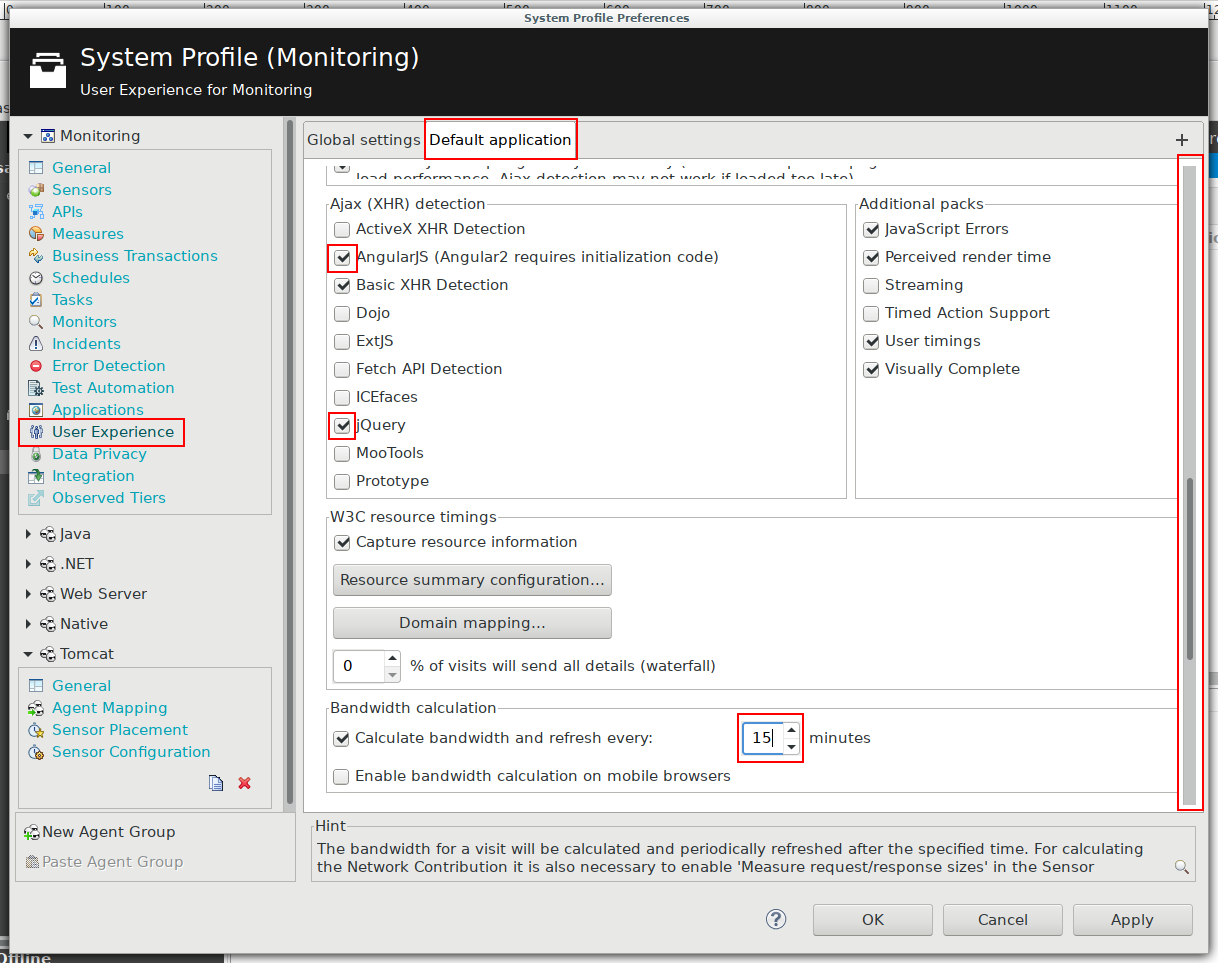 System Profile Preferences
System Profile (Monitoring)
User Experience for Monitoring
Monitoring
General
Sensors
APIs
Measures
Business Transactions
Schedules
Tasks
Monitors
Incidents
Error Detection
Test Automation
Applications
User Experience
Data Privacy
Integration
Observed Tiers
Java
.NET
Web Server
Native
Tomcat
General
Agent Mapping
Sensor Placement
Sensor Configuration
New Agent Group
Paste Agent Group
Global settings
Default application
+
load performance. Ajax detection may not work if loaded too late)
Ajax (XHR) detection
ActiveX XHR Detection
AngularJS (Angular2 requires initialization code)
Basic XHR Detection
Dojo
ExtJS
Fetch API Detection
ICEfaces
jQuery
MooTools
Prototype
Additional packs
JavaScript Errors
Perceived render time
Streaming
Timed Action Support
User timings
Visually Complete
W3C resource timings
Capture resource information
Resource summary configuration...
Domain mapping...
0 % of visits will send all details (waterfall)
Bandwidth calculation
Calculate bandwidth and refresh every: 15 minutes
Enable bandwidth calculation on mobile browsers
Hint
The bandwidth for a visit will be calculated and periodically refreshed after the specified time. For calculating
the Network Contribution it is also necessary to enable 'Measure request/response sizes' in the Sensor
?
OK
Cancel
Apply
Offline